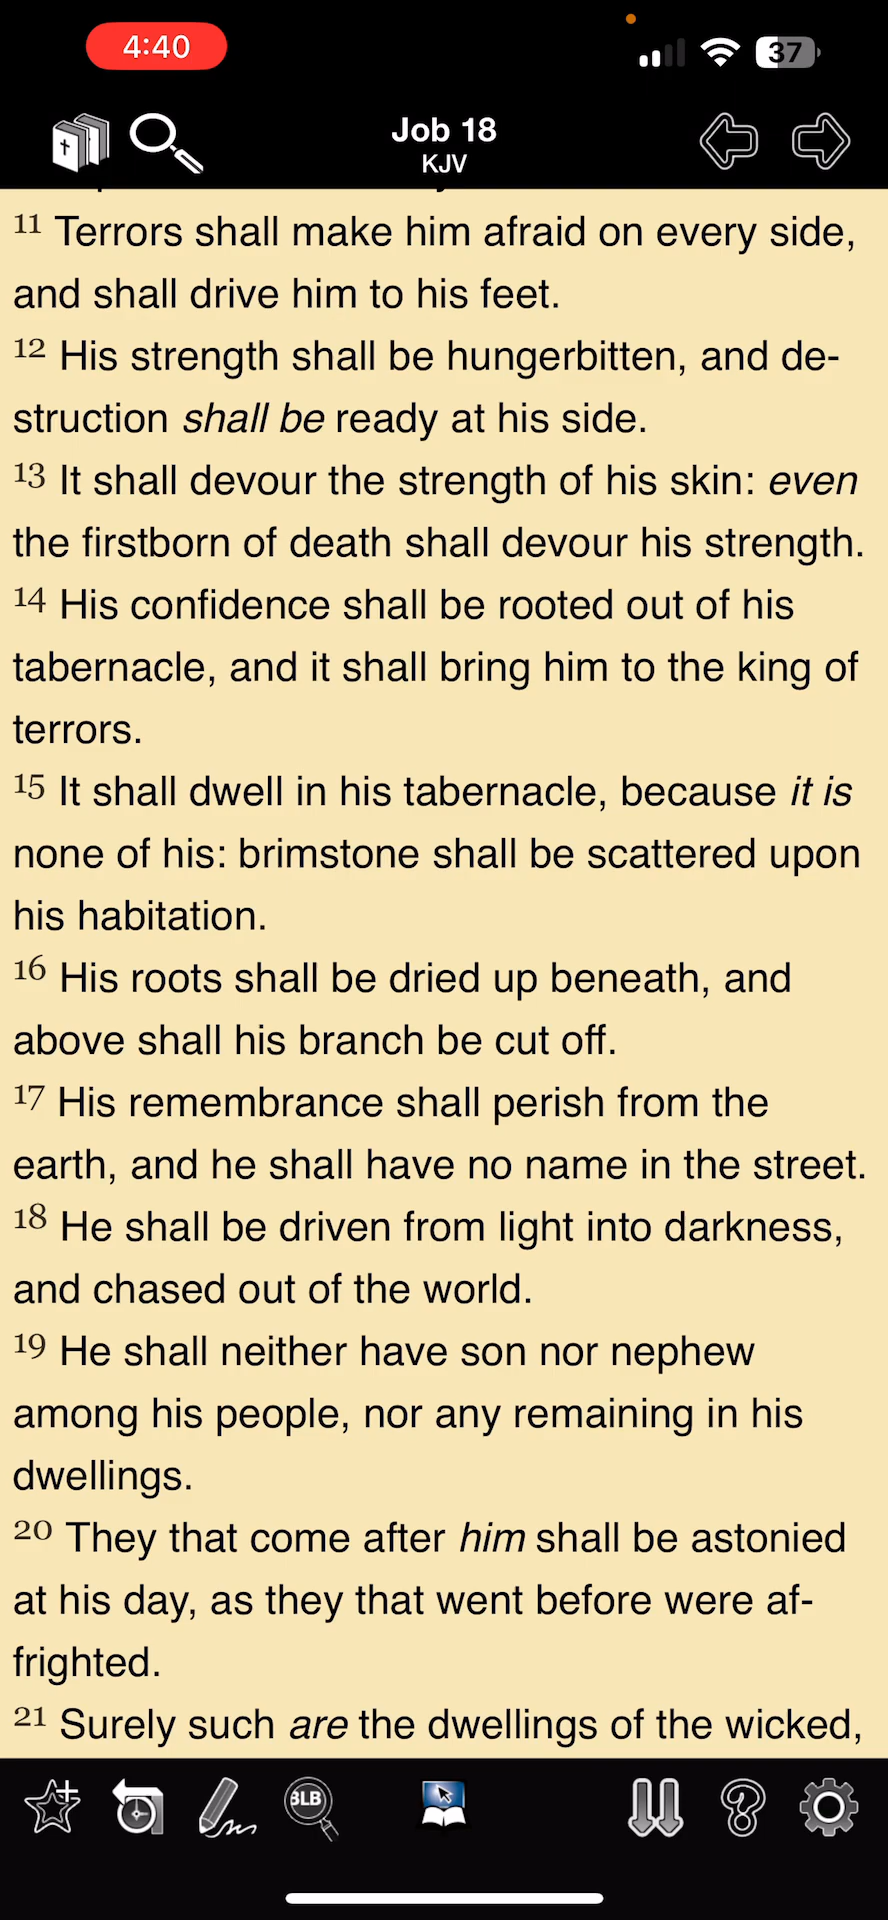 4:40
37
Job 18
KJV
11 Terrors shall make him afraid on every side,
and shall drive him to his feet.
12 His strength shall be hungerbitten, and de-
struction shall be ready at his side.
13 It shall devour the strength of his skin: even
the firstborn of death shall devour his strength.
14 His confidence shall be rooted out of his
tabernacle, and it shall bring him to the king of
terrors.
15 It shall dwell in his tabernacle, because it is
none of his: brimstone shall be scattered upon
his habitation.
16 His roots shall be dried up beneath, and
above shall his branch be cut off.
17 His remembrance shall perish from the
earth, and he shall have no name in the street.
18 He shall be driven from light into darkness,
and chased out of the world.
19 He shall neither have son nor nephew
among his people, nor any remaining in his
dwellings.
20 They that come after him shall be astonied
at his day, as they that went before were af-
frighted.
21 Surely such are the dwellings of the wicked,
BLB